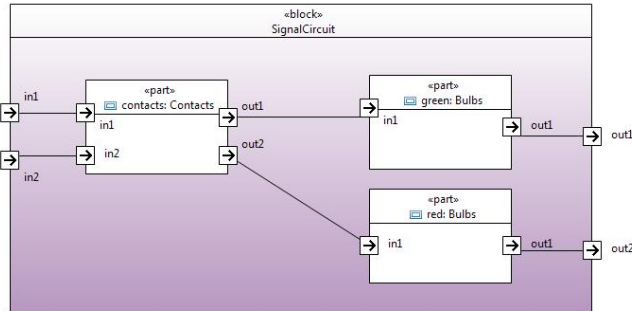 «block»
SignalCircuit
in1
in2
«part»
contacts: Contacts
in1
in2
out1
out2
«part»
green: Bulbs
in1
out1
«part»
red: Bulbs
in1
out1
out1
out2